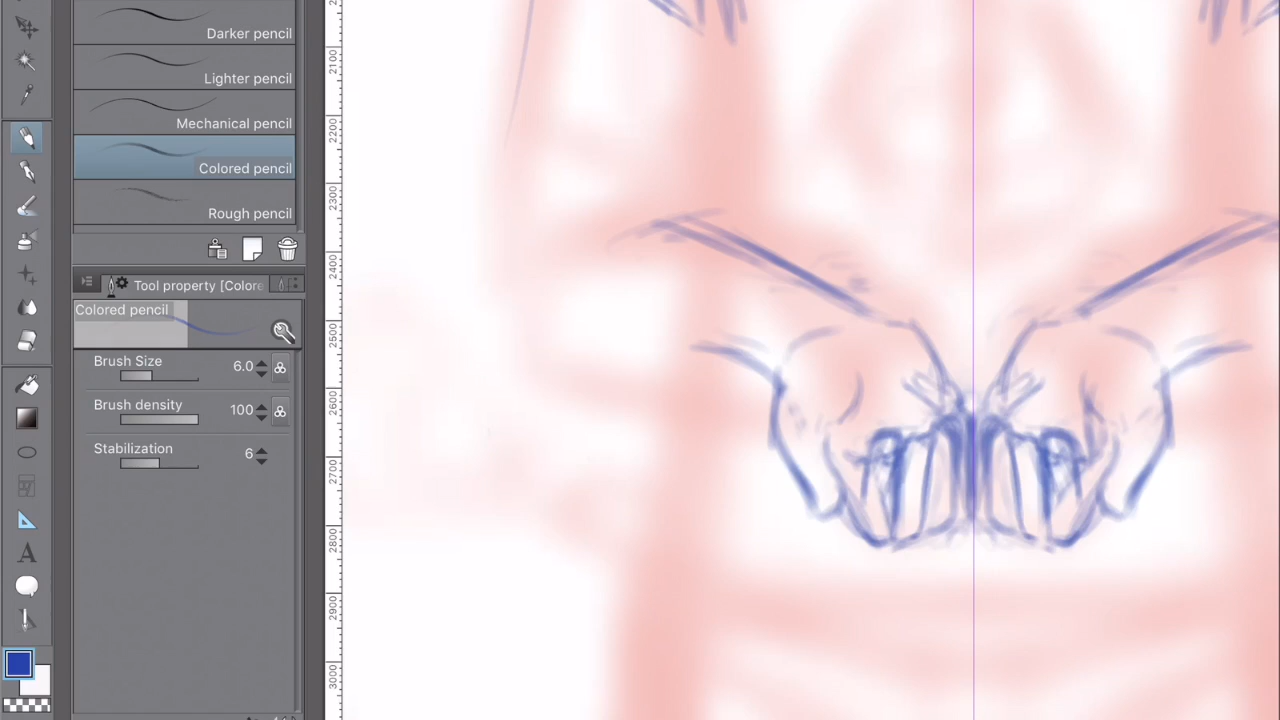 Darker pencil
Lighter pencil
Mechanical pencil
Colored pencil
Rough pencil
Tool property [Colore
Colored pencil
Brush Size 6.0
Brush density 100
Stabilization 6
A
2100
2200
2300
2400
2500
2600
2700
2800
2900
3000